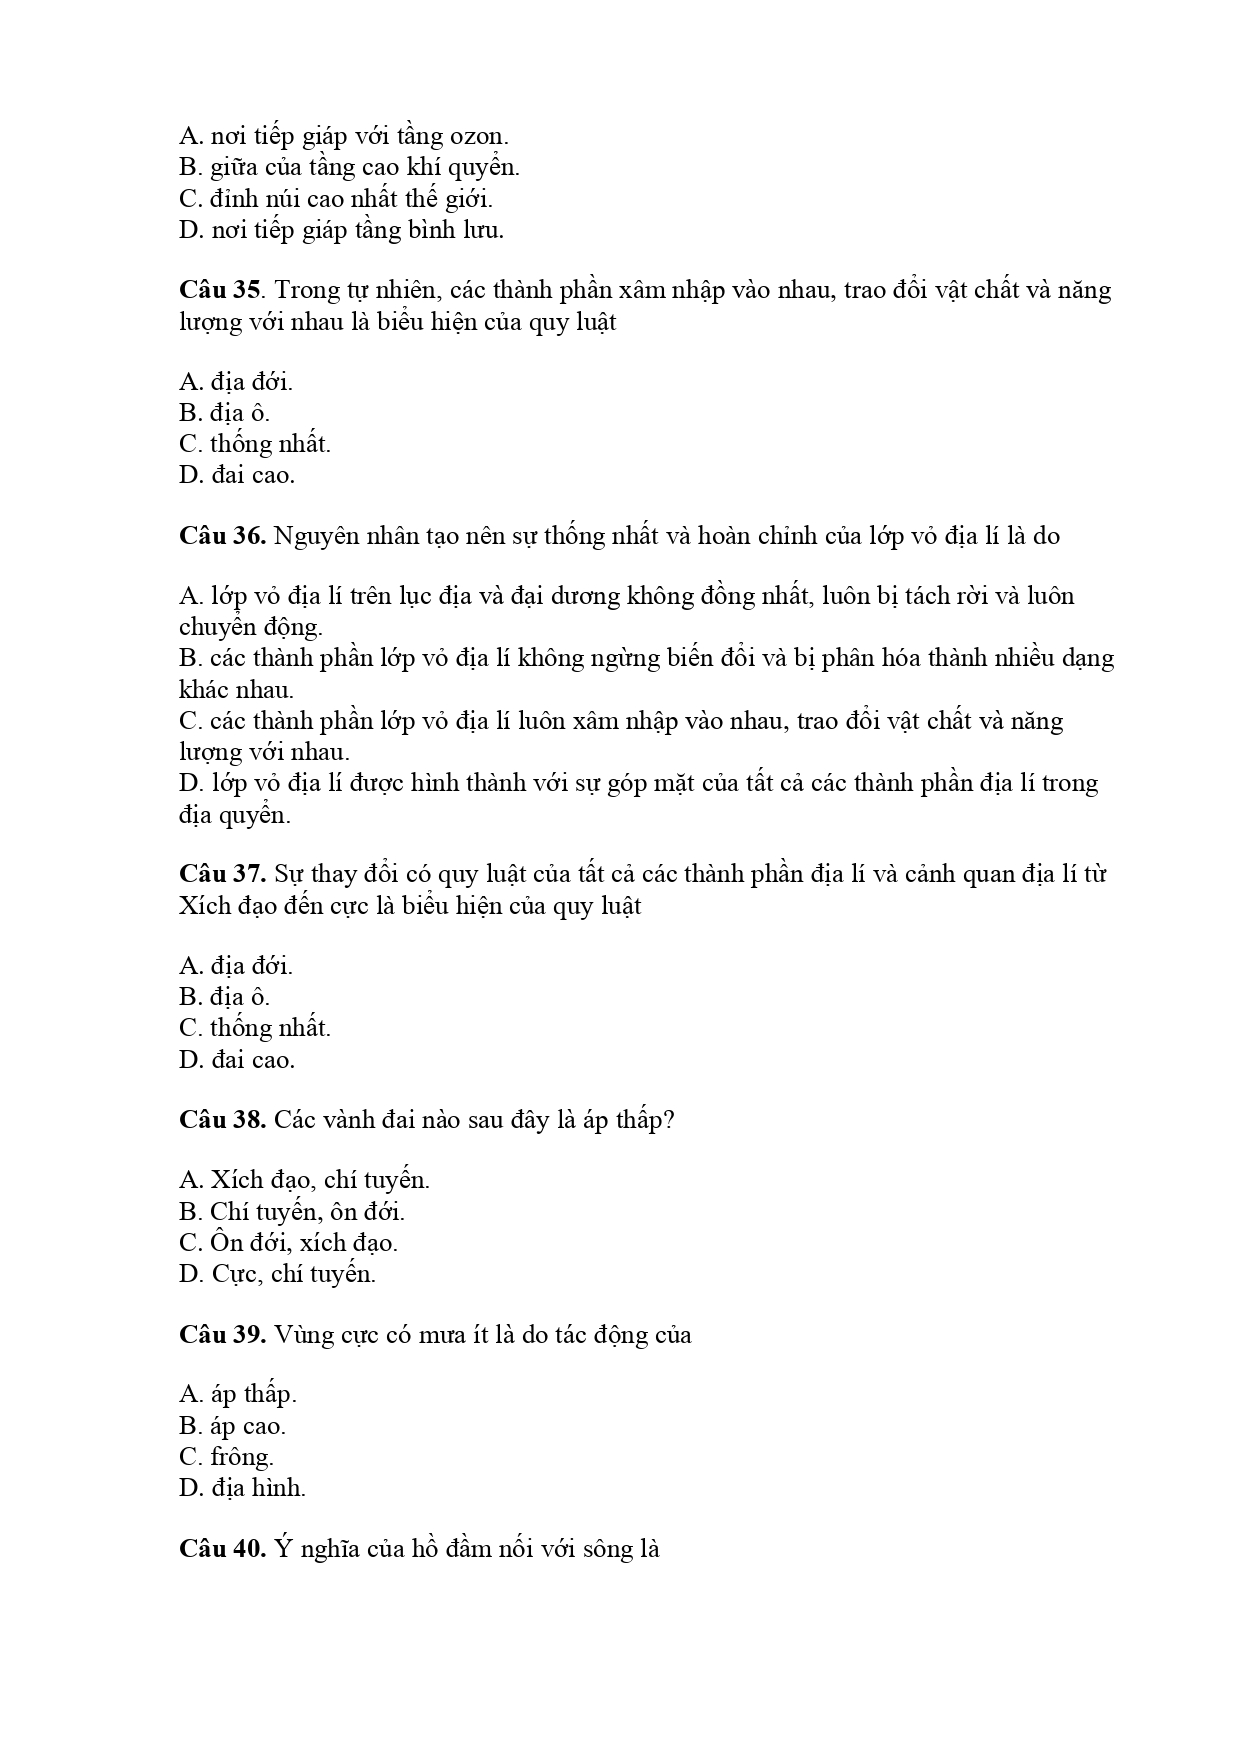 A. nơi tiếp giáp với tầng ozon.
B. giữa của tầng cao khí quyển.
C. đỉnh núi cao nhất thế giới.
D. nơi tiếp giáp tầng bình lưu.
Câu 35. Trong tự nhiên, các thành phần xâm nhập vào nhau, trao đổi vật chất và năng
lượng với nhau là biểu hiện của quy luật
A. địa đới.
B. địa ô.
C. thống nhất.
D. đai cao.
Câu 36. Nguyên nhân tạo nên sự thống nhất và hoàn chỉnh của lớp vỏ địa lí là do
A. lớp vỏ địa lí trên lục địa và đại dương không đồng nhất, luôn bị tách rời và luôn
chuyển động.
B. các thành phần lớp vỏ địa lí không ngừng biến đổi và bị phân hóa thành nhiều dạng
khác nhau.
C. các thành phần lớp vỏ địa lí luôn xâm nhập vào nhau, trao đổi vật chất và năng
lượng với nhau.
D. lớp vỏ địa lí được hình thành với sự góp mặt của tất cả các thành phần địa lí trong
địa quyển.
Câu 37. Sự thay đổi có quy luật của tất cả các thành phần địa lí và cảnh quan địa lí từ
Xích đạo đến cực là biểu hiện của quy luật
A. địa đới.
B. địa ô.
C. thống nhất.
D. đai cao.
Câu 38. Các vành đai nào sau đây là áp thấp?
A. Xích đạo, chí tuyến.
B. Chí tuyến, ôn đới.
C. Ôn đới, xích đạo.
D. Cực, chí tuyến.
Câu 39. Vùng cực có mưa ít là do tác động của
A. áp thấp.
B. áp cao.
C. frông.
D. địa hình.
Câu 40. Ý nghĩa của hồ đầm nối với sông là